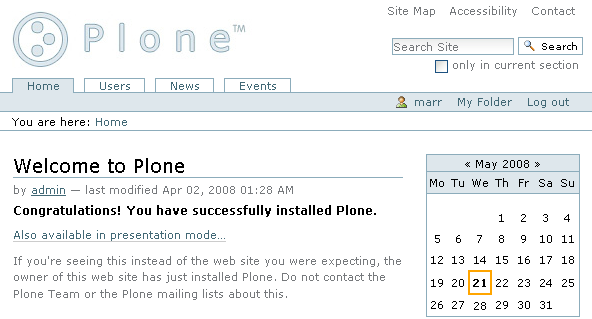 Site Map Accessibility Contact
Plone™
Search Site Search
only in current section
Home Users News Events
marr My Folder Log out
You are here: Home
Welcome to Plone
by admin — last modified Apr 02, 2008 01:28 AM
Congratulations! You have successfully installed Plone.
Also available in presentation mode...
If you're seeing this instead of the web site you were expecting, the
owner of this web site has just installed Plone. Do not contact the
Plone Team or the Plone mailing lists about this.
« May 2008 »
Mo Tu We Th Fr Sa Su
1 2 3 4
5 6 7 8 9 10 11
12 13 14 15 16 17 18
19 20 21 22 23 24 25
26 27 28 29 30 31